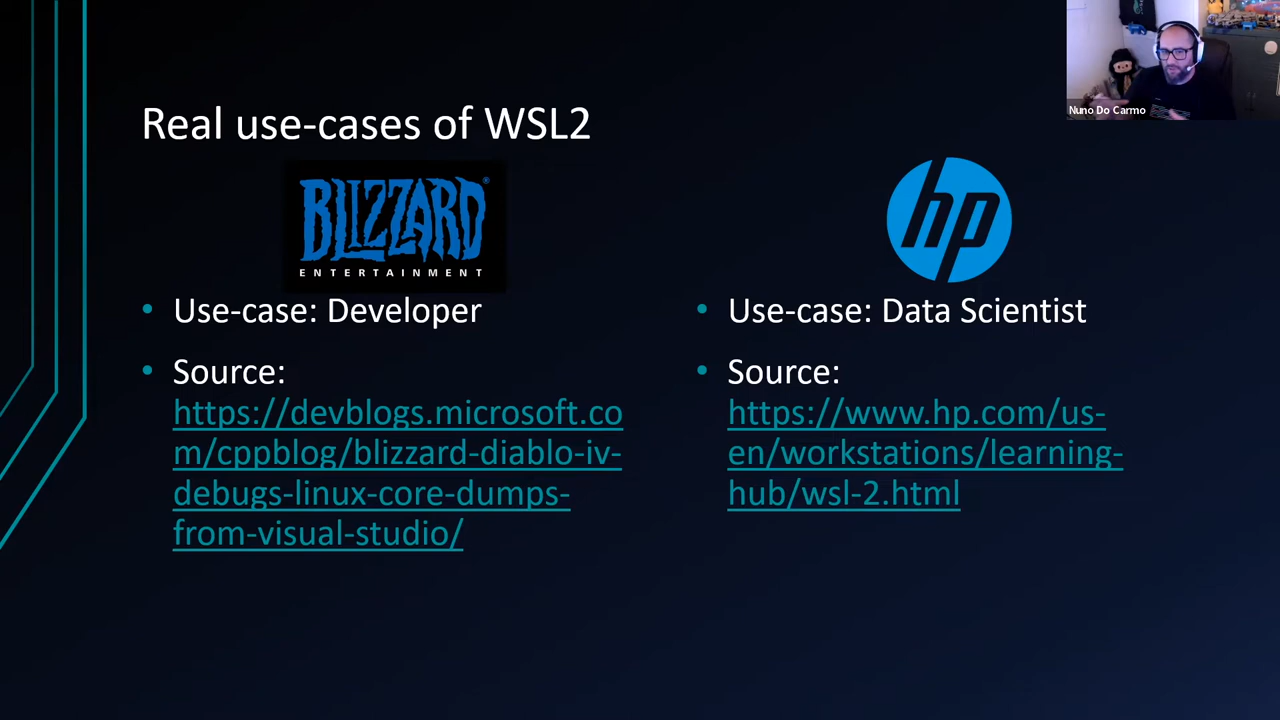 Nuno Do Carmo
Real use-cases of WSL2
BLIZZARD®
ENTERTAINMENT
• Use-case: Developer
• Source:
https://devblogs.microsoft.co
m/cppblog/blizzard-diablo-iv-
debugs-linux-core-dumps-
from-visual-studio/
hp
• Use-case: Data Scientist
• Source:
https://www.hp.com/us-
en/workstations/learning-
hub/wsl-2.html